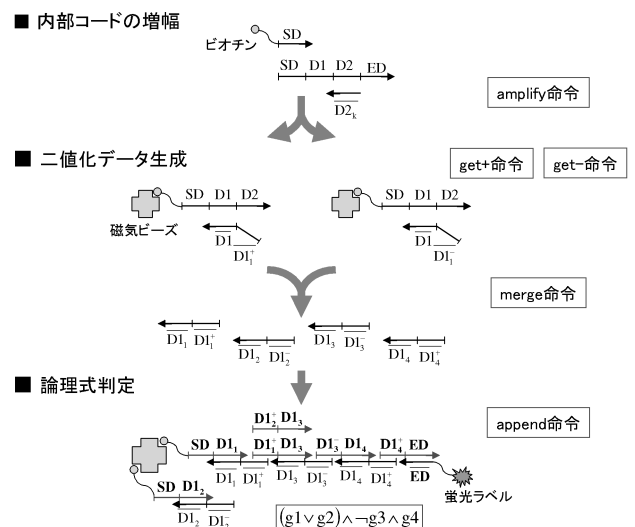 ■ 内部コードの増幅
ビオチン
SD
SD D1 D2 ED
D2k
amplify命令
■ 二値化データ生成
get+命令 get−命令
SD D1 D2 SD D1 D2
磁気ビーズ
D1 D1₁⁺ D1 D1₁⁻
merge命令
D1₁ D1₁⁺ D1₂ D1₂⁻ D1₃ D1₃⁻ D1₄ D1₄⁺
■ 論理式判定
append命令
D1₂⁺ D1₃
SD D1₁ D1₁⁺ D1₃ D1₃⁻ D1₄ D1₄⁺ ED
D1₁ D1₁⁺ D1₃ D1₃⁻ D1₄ D1₄⁺ ED
蛍光ラベル
SD D1₂
D1₂ D1₂⁻
(g1∨g2)∧¬g3∧g4